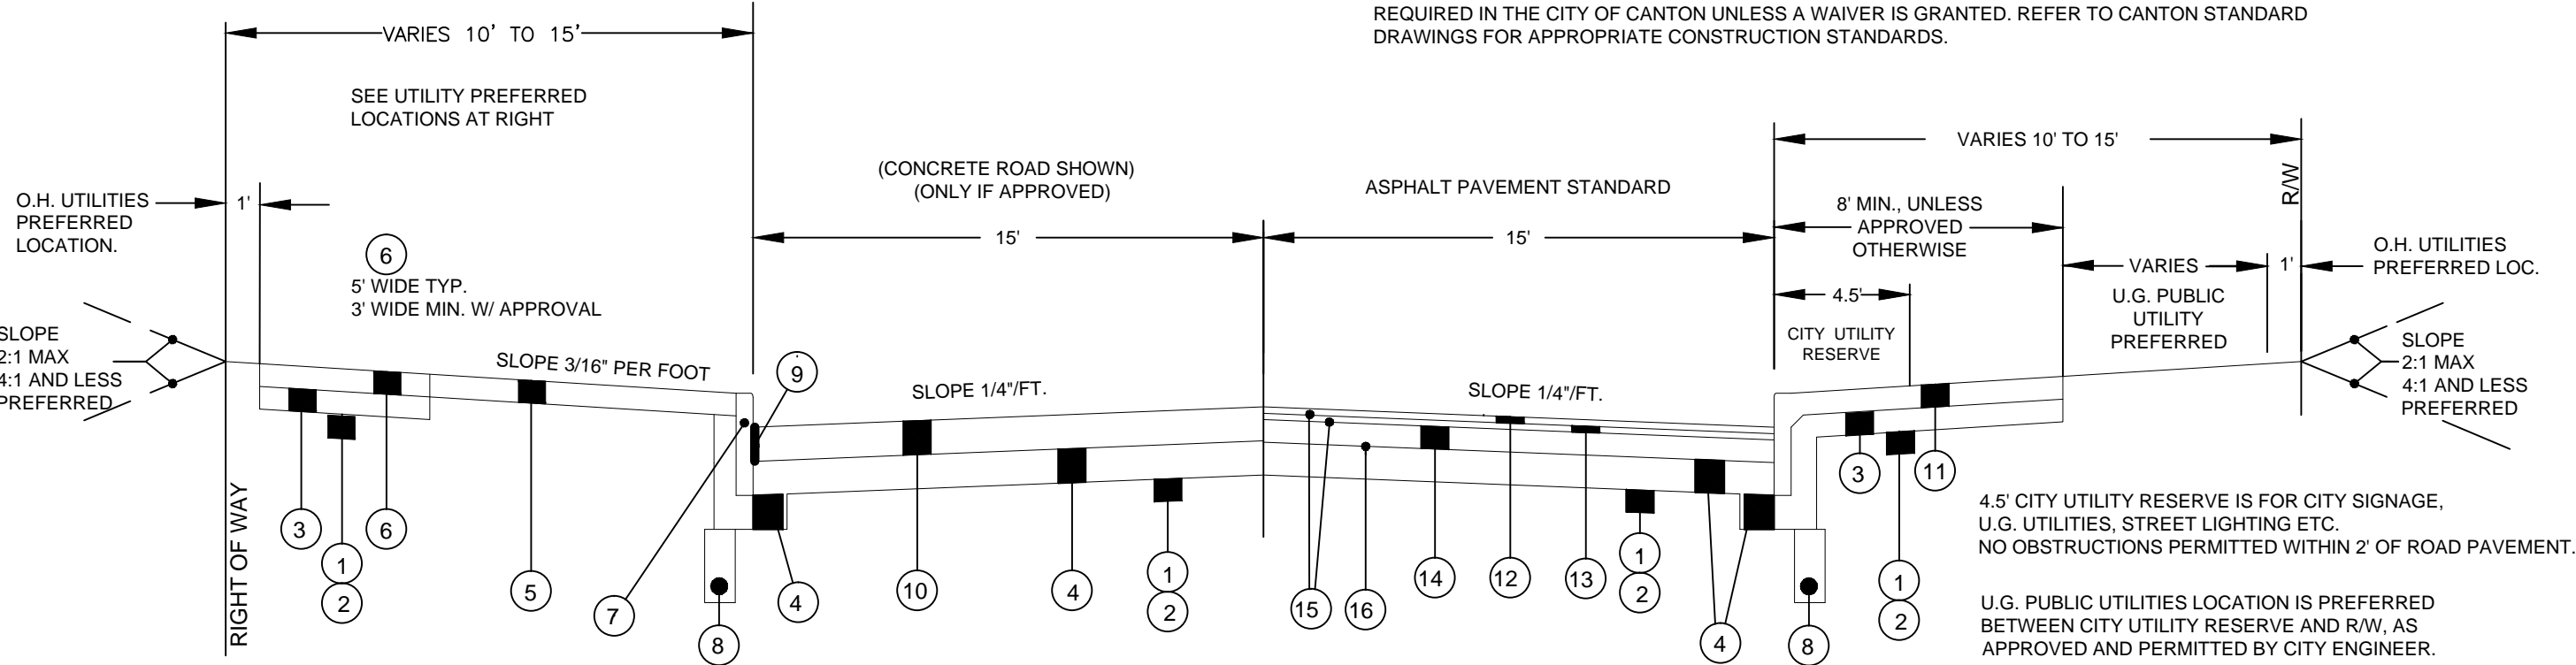 REQUIRED IN THE CITY OF CANTON UNLESS A WAIVER IS GRANTED. REFER TO CANTON STANDARD
DRAWINGS FOR APPROPRIATE CONSTRUCTION STANDARDS.
VARIES 10' TO 15'
SEE UTILITY PREFERRED
LOCATIONS AT RIGHT
O.H. UTILITIES
PREFERRED
LOCATION.
1'
6
5' WIDE TYP.
3' WIDE MIN. W/ APPROVAL
SLOPE
2:1 MAX
4:1 AND LESS
PREFERRED
SLOPE 3/16" PER FOOT
RIGHT OF WAY
(CONCRETE ROAD SHOWN)
(ONLY IF APPROVED)
15'
9
SLOPE 1/4"/FT.
ASPHALT PAVEMENT STANDARD
15'
SLOPE 1/4"/FT.
VARIES 10' TO 15'
R/W
8' MIN., UNLESS
APPROVED
OTHERWISE
4.5'
CITY UTILITY
RESERVE
VARIES
1'
U.G. PUBLIC
UTILITY
PREFERRED
O.H. UTILITIES
PREFERRED LOC.
SLOPE
2:1 MAX
4:1 AND LESS
PREFERRED
3
1
2
6
5
7
8
4
10
4
1
2
15
16
14
12
13
1
2
4
8
3
1
2
11
4.5' CITY UTILITY RESERVE IS FOR CITY SIGNAGE,
U.G. UTILITIES, STREET LIGHTING ETC.
NO OBSTRUCTIONS PERMITTED WITHIN 2' OF ROAD PAVEMENT.
U.G. PUBLIC UTILITIES LOCATION IS PREFERRED
BETWEEN CITY UTILITY RESERVE AND R/W, AS
APPROVED AND PERMITTED BY CITY ENGINEER.